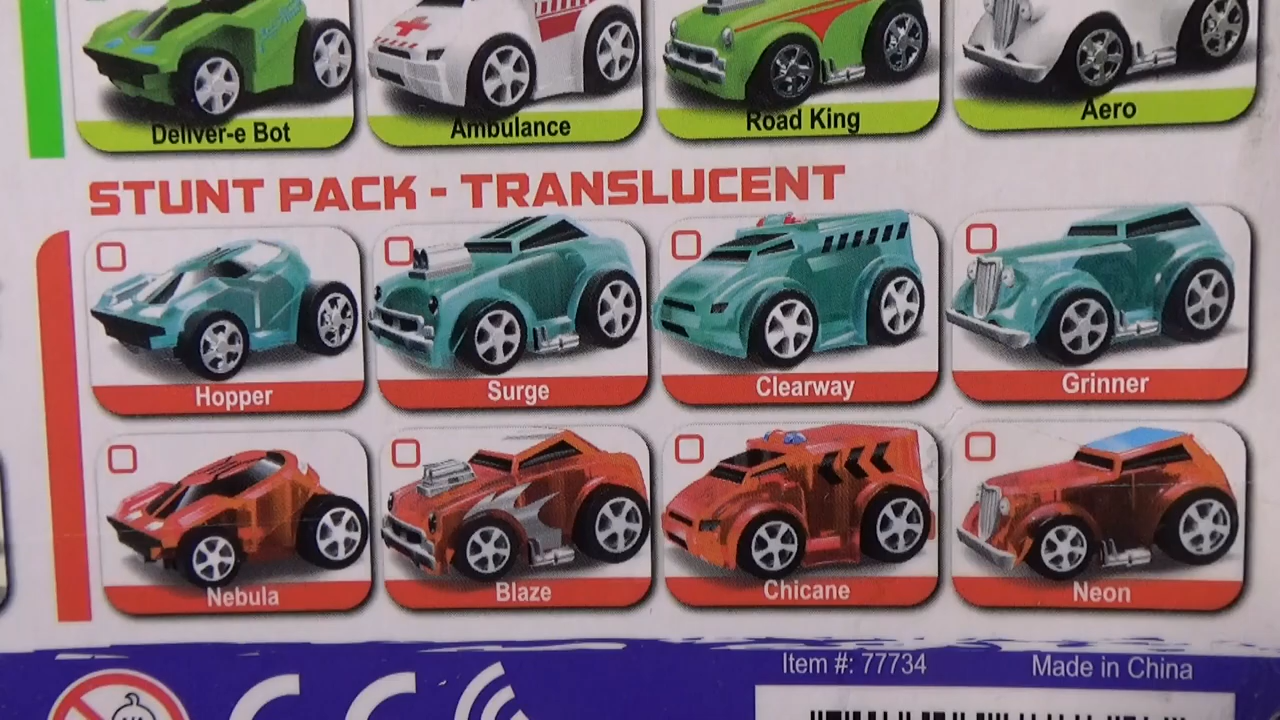 Deliver-e Bot
Ambulance
Road King
Aero
STUNT PACK - TRANSLUCENT
Hopper
Surge
Clearway
Grinner
Nebula
Blaze
Chicane
Neon
Item #: 77734
Made in China
CE